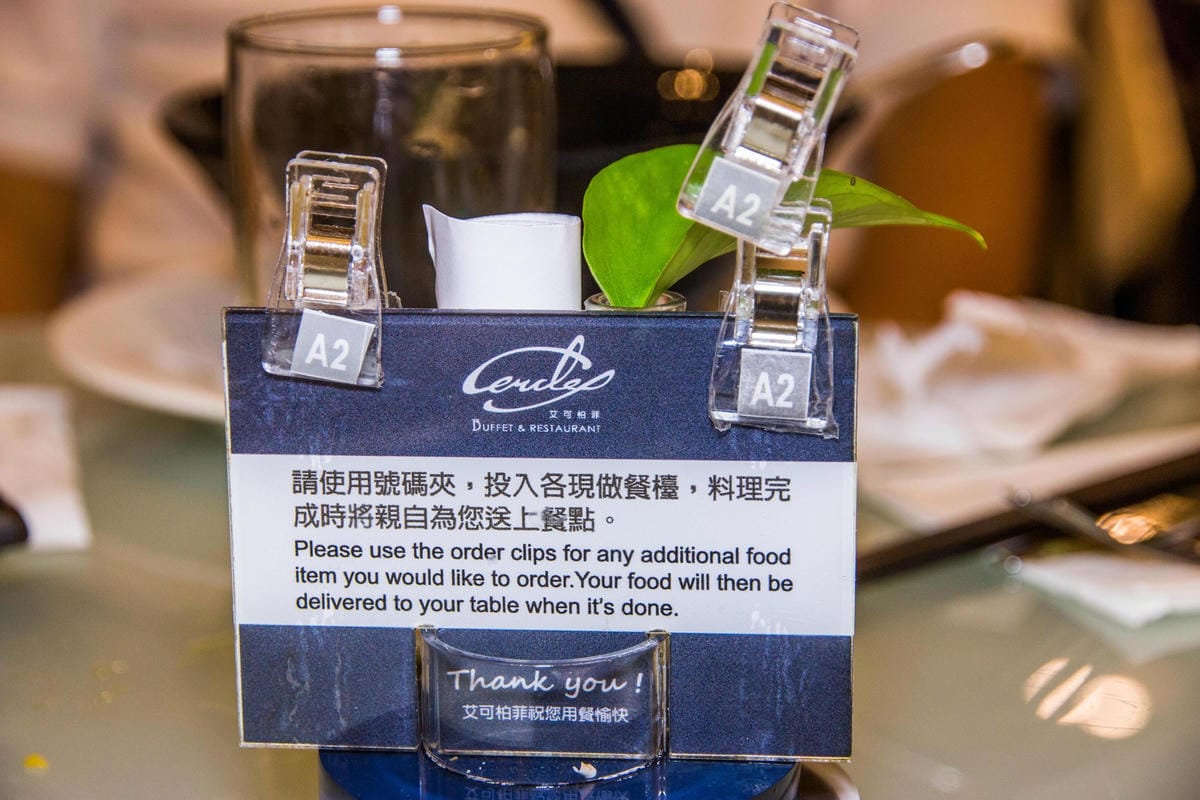 A2
A2
A2
艾可柏菲
BUFFET & RESTAURANT
請使用號碼夾，投入各現做餐檯，料理完
成時將親自為您送上餐點。
Please use the order clips for any additional food
item you would like to order.Your food will then be
delivered to your table when it's done.
Thank you !
艾可柏菲祝您用餐愉快